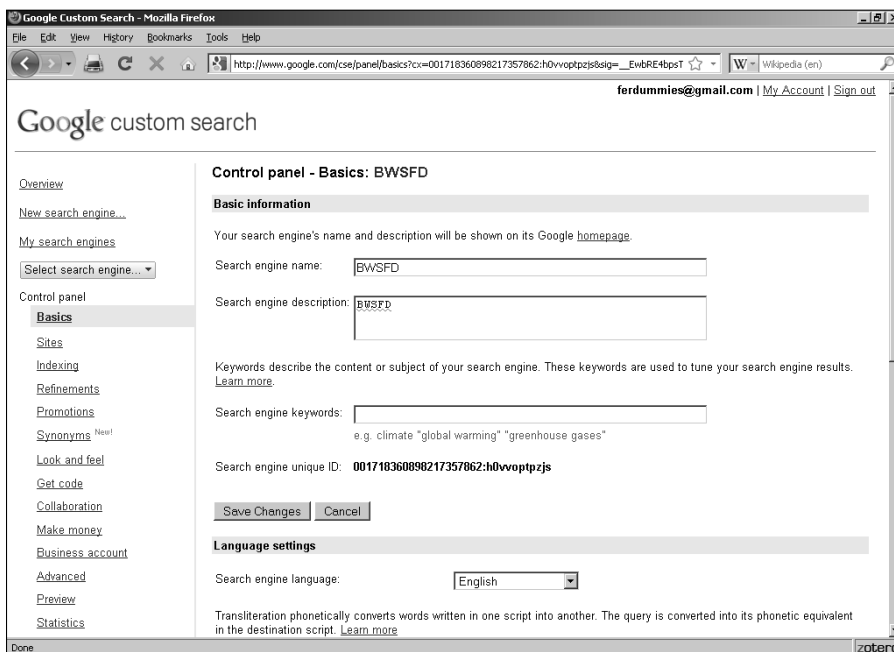 Google Custom Search - Mozilla Firefox
File Edit View History Bookmarks Tools Help
http://www.google.com/cse/panel/basics?cx=001718360898217357862:h0vvoptpzjs&sig=__EwbRE4bpsT
W Wikipedia (en)
ferdummies@gmail.com | My Account | Sign out
Google custom search
Control panel - Basics: BWSFD
Overview
New search engine...
My search engines
Select search engine...
Control panel
Basics
Sites
Indexing
Refinements
Promotions
Synonyms New!
Look and feel
Get code
Collaboration
Make money
Business account
Advanced
Preview
Statistics
Basic information
Your search engine's name and description will be shown on its Google homepage.
Search engine name: BWSFD
Search engine description: BWSFD
Keywords describe the content or subject of your search engine. These keywords are used to tune your search engine results.
Learn more.
Search engine keywords:
e.g. climate "global warming" "greenhouse gases"
Search engine unique ID: 001718360898217357862:h0vvoptpzjs
Save Changes Cancel
Language settings
Search engine language: English
Transliteration phonetically converts words written in one script into another. The query is converted into its phonetic equivalent
in the destination script. Learn more
Done
zotero